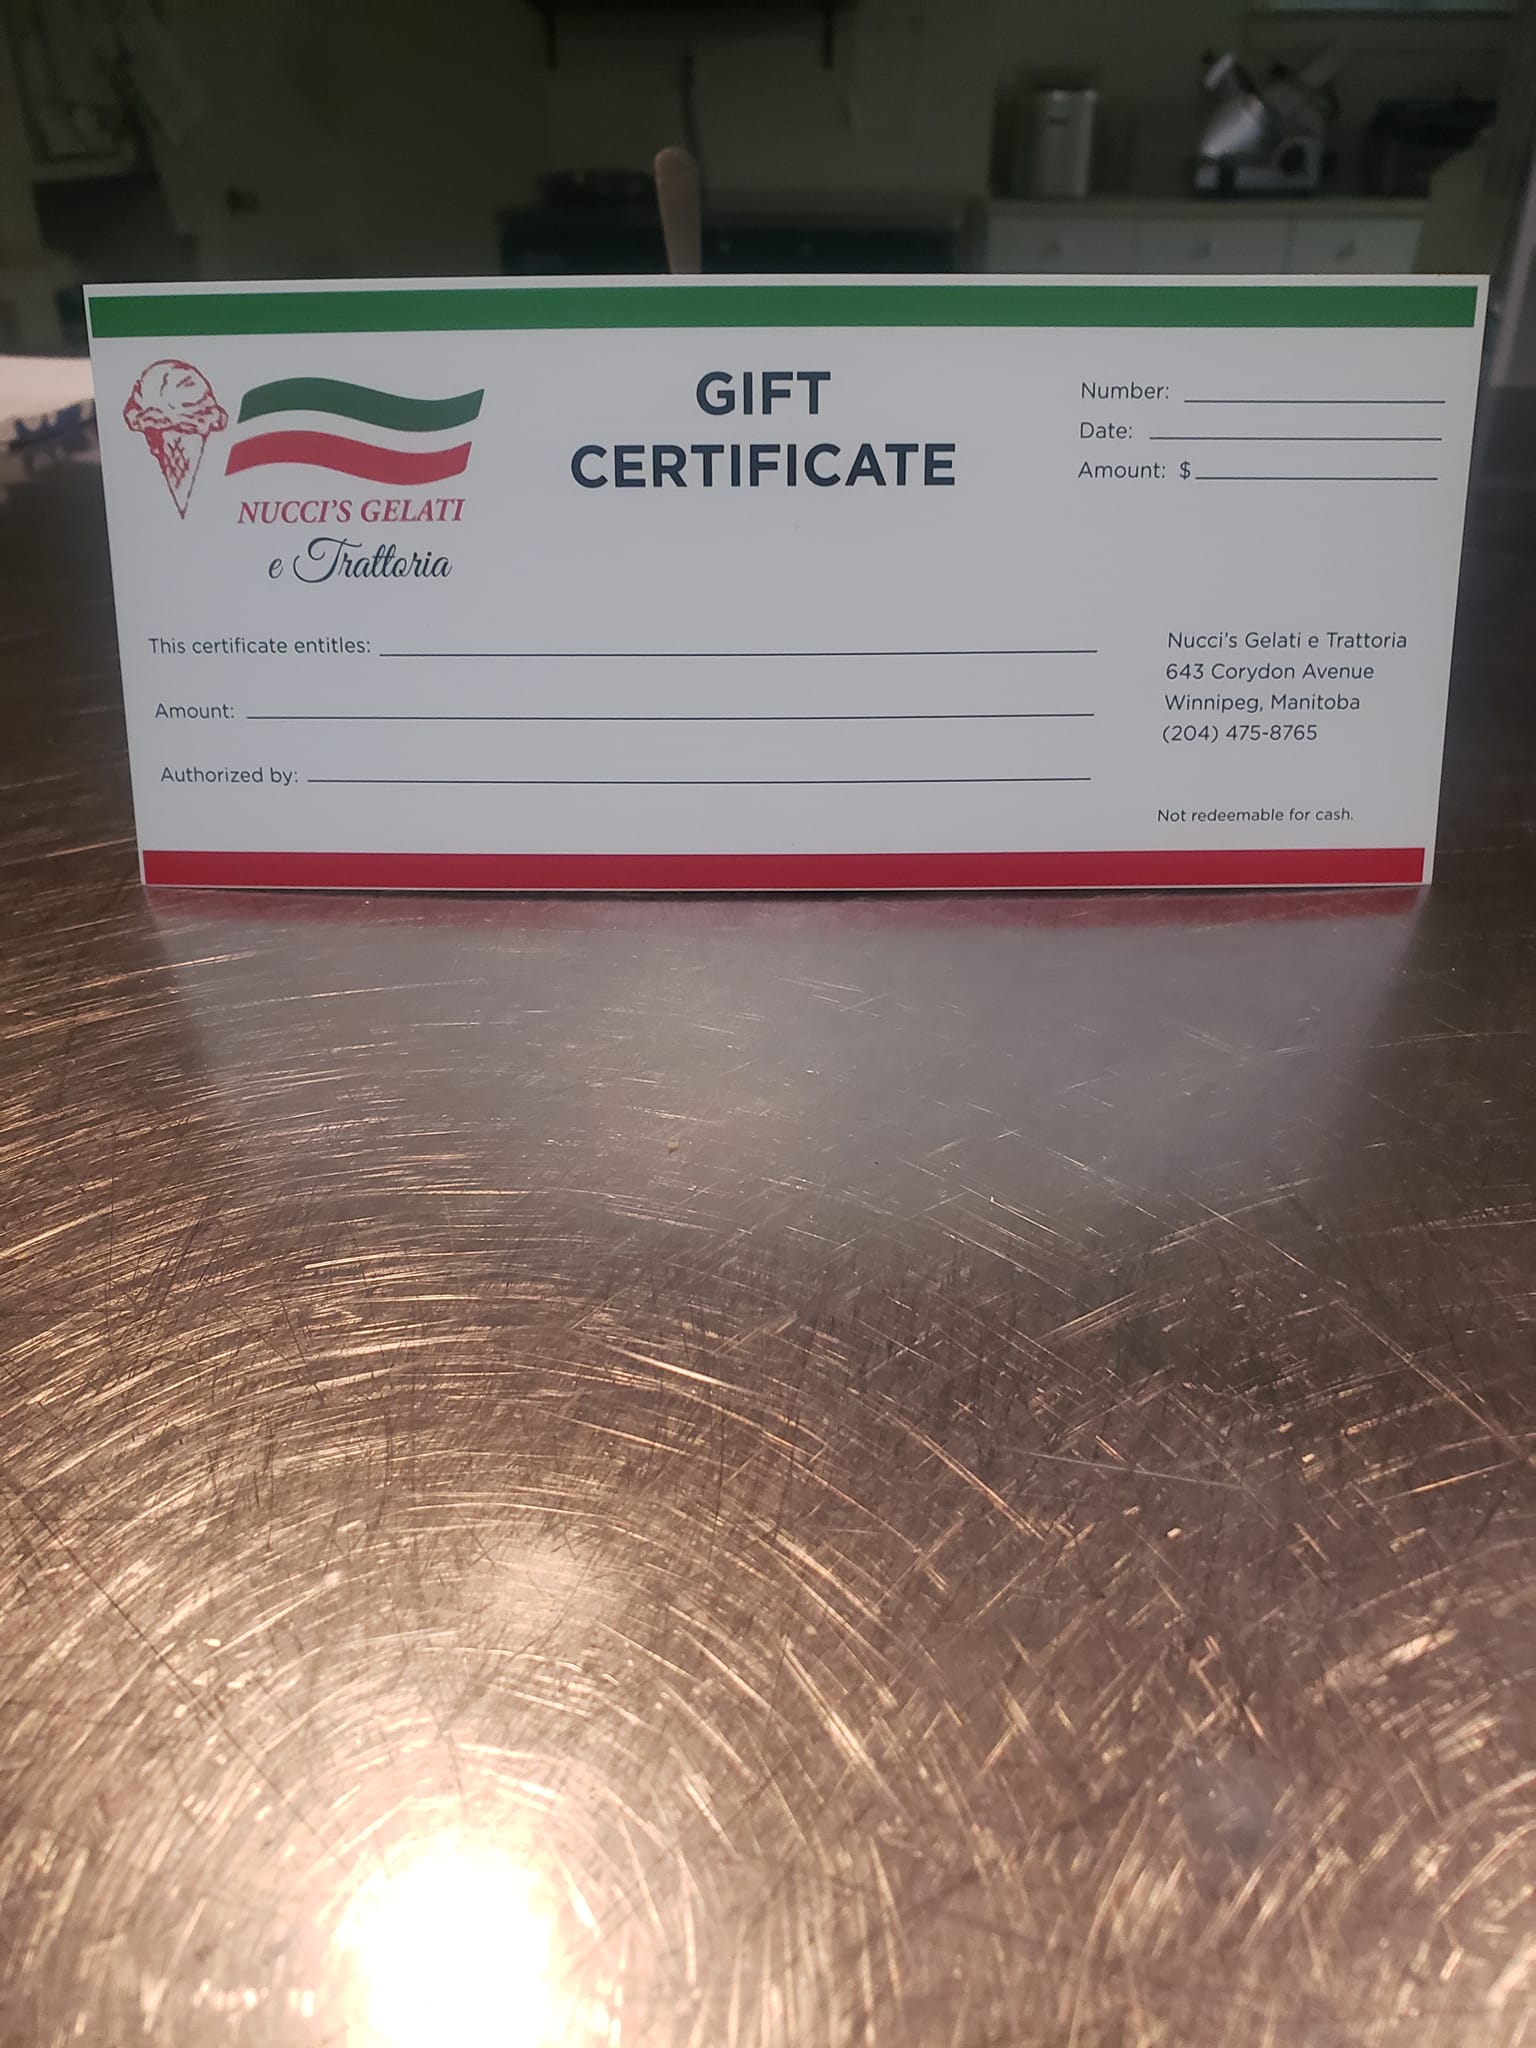 NUCCI'S GELATI
e Trattoria
GIFT
CERTIFICATE
Number:
Date:
Amount: $
This certificate entitles:
Amount:
Authorized by:
Nucci's Gelati e Trattoria
643 Corydon Avenue
Winnipeg, Manitoba
(204) 475-8765
Not redeemable for cash.